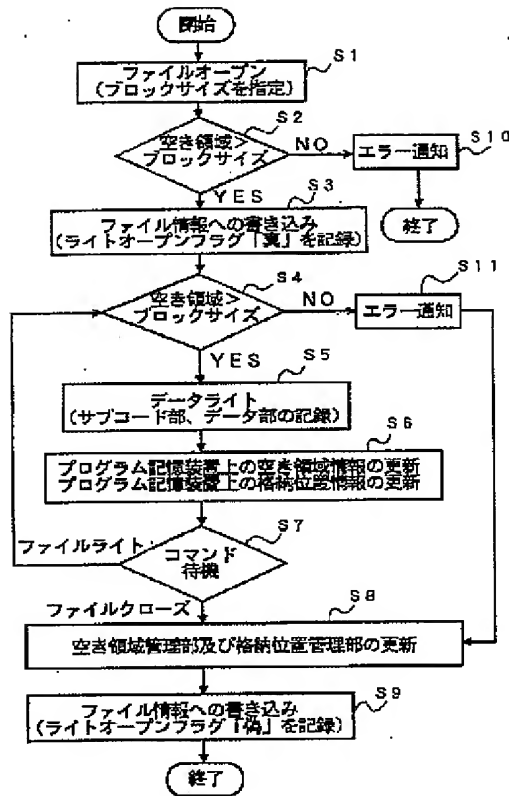 開始
S1
ファイルオープン
(ブロックサイズを指定)
S2
空き領域>
ブロックサイズ
NO
S10
エラー通知
終了
YES
S3
ファイル情報への書き込み
(ライトオープンフラグ「真」を記録)
S4
空き領域>
ブロックサイズ
NO
S11
エラー通知
YES
S5
データライト
(サブコード部、データ部の記録)
S6
プログラム記憶装置上の空き領域情報の更新
プログラム記憶装置上の格納位置情報の更新
S7
ファイルライト
コマンド
待機
ファイルクローズ
S8
空き領域管理部及び格納位置管理部の更新
S9
ファイル情報への書き込み
(ライトオープンフラグ「偽」を記録)
終了